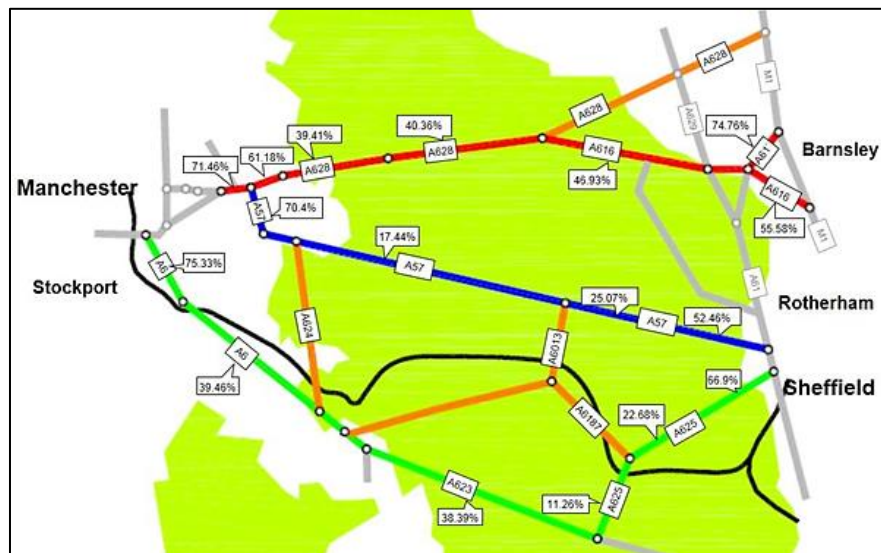 A628
M1
A628
A629
39.41%
40.36%
74.76%
71.46%
61.18%
A628
A628
A616
A61
Barnsley
46.93%
A616
Manchester
A57
70.4%
55.58%
M1
17.44%
A6
75.33%
A57
Stockport
25.07%
A57
52.46%
A61
Rotherham
A624
A6
A6013
39.46%
66.9%
Sheffield
A6187
22.68%
A625
A623
38.39%
11.26%
A625